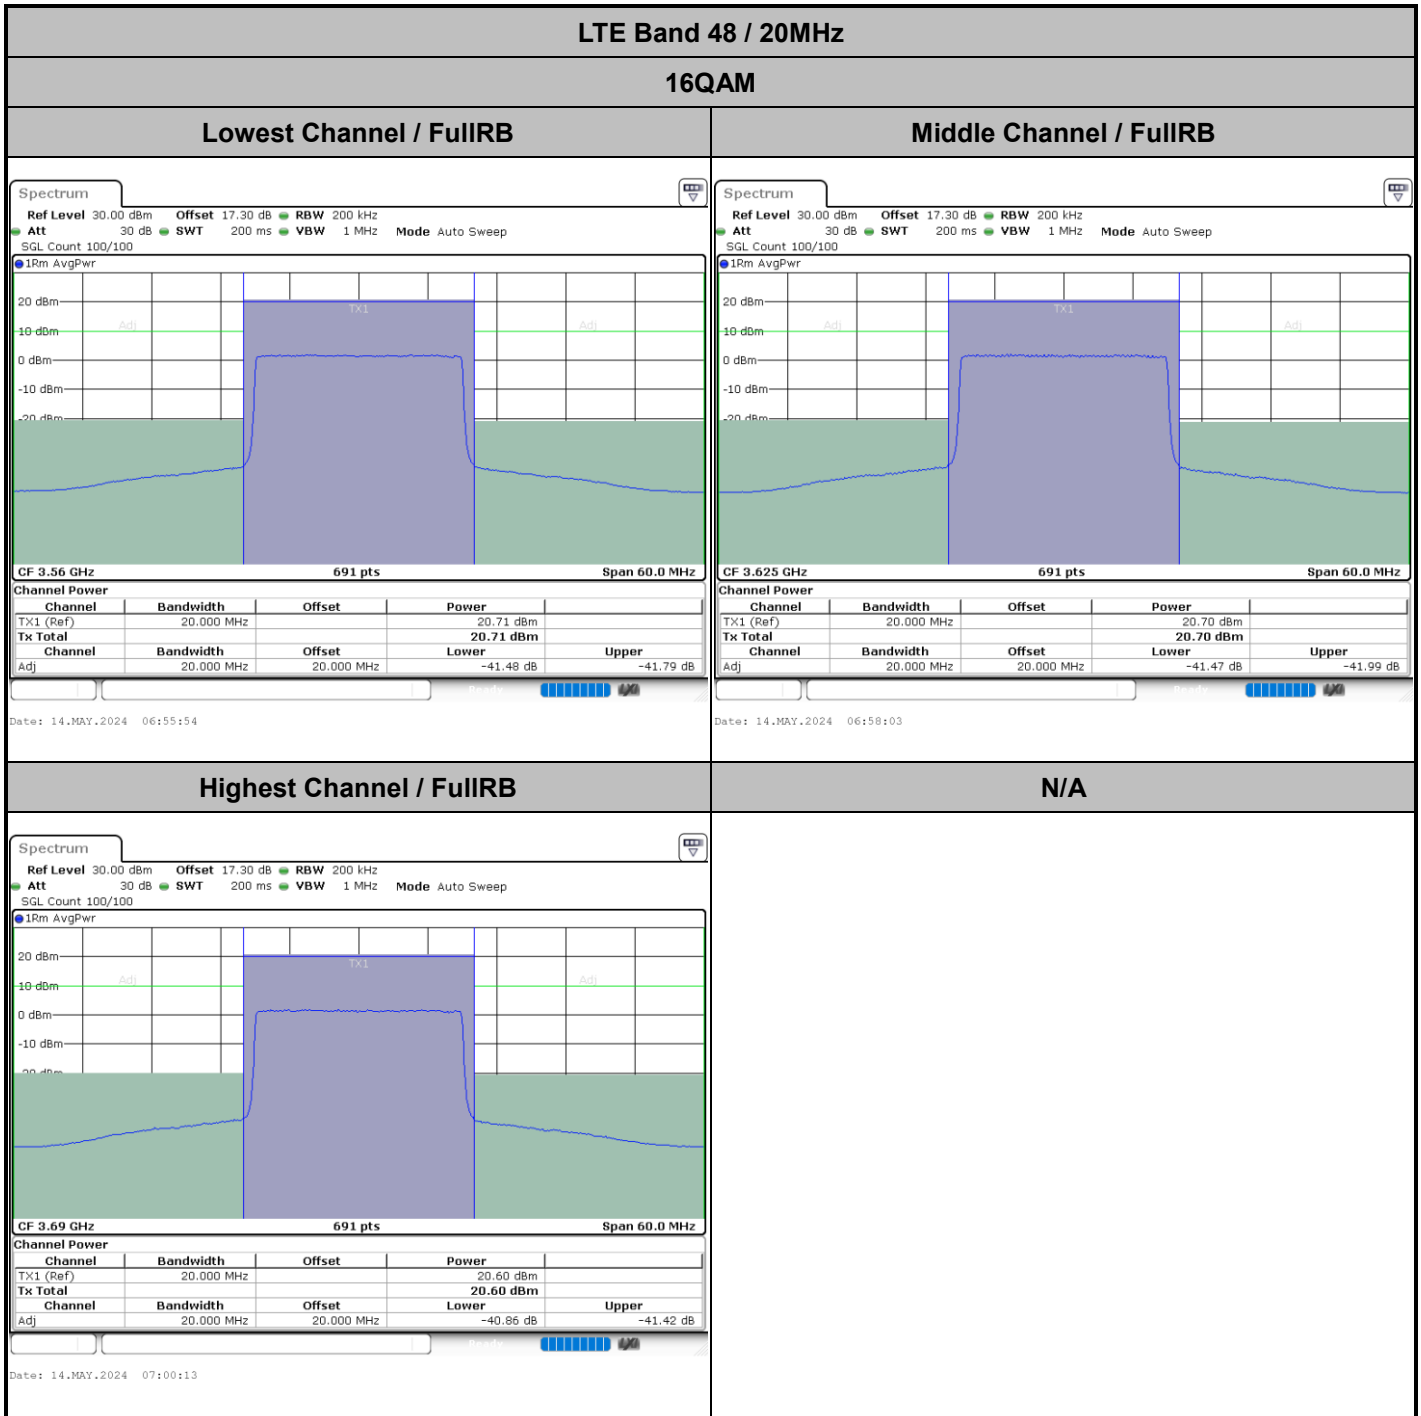 LTE Band 48 / 20MHz
16QAM
Lowest Channel / FullRB
Middle Channel / FullRB
Spectrum
Ref Level 30.00 dBm Offset 17.30 dB RBW 200 kHz
Att 30 dB SWT 200 ms VBW 1 MHz Mode Auto Sweep
SGL Count 100/100
1Rm AvgPwr
20 dBm
TX1
Adj
Adj
10 dBm
0 dBm
-10 dBm
-20 dBm
CF 3.56 GHz 691 pts Span 60.0 MHz
Channel Power
Channel Bandwidth Offset Power
TX1 (Ref) 20.000 MHz 20.71 dBm
Tx Total 20.71 dBm
Channel Bandwidth Offset Lower Upper
Adj 20.000 MHz 20.000 MHz -41.48 dB -41.79 dB
Ready
Date: 14.MAY.2024 06:55:54
Spectrum
Ref Level 30.00 dBm Offset 17.30 dB RBW 200 kHz
Att 30 dB SWT 200 ms VBW 1 MHz Mode Auto Sweep
SGL Count 100/100
1Rm AvgPwr
20 dBm
TX1
Adj
Adj
10 dBm
0 dBm
-10 dBm
-20 dBm
CF 3.625 GHz 691 pts Span 60.0 MHz
Channel Power
Channel Bandwidth Offset Power
TX1 (Ref) 20.000 MHz 20.70 dBm
Tx Total 20.70 dBm
Channel Bandwidth Offset Lower Upper
Adj 20.000 MHz 20.000 MHz -41.47 dB -41.99 dB
Ready
Date: 14.MAY.2024 06:58:03
Highest Channel / FullRB
N/A
Spectrum
Ref Level 30.00 dBm Offset 17.30 dB RBW 200 kHz
Att 30 dB SWT 200 ms VBW 1 MHz Mode Auto Sweep
SGL Count 100/100
1Rm AvgPwr
20 dBm
TX1
Adj
Adj
10 dBm
0 dBm
-10 dBm
-20 dBm
CF 3.69 GHz 691 pts Span 60.0 MHz
Channel Power
Channel Bandwidth Offset Power
TX1 (Ref) 20.000 MHz 20.60 dBm
Tx Total 20.60 dBm
Channel Bandwidth Offset Lower Upper
Adj 20.000 MHz 20.000 MHz -40.86 dB -41.42 dB
Ready
Date: 14.MAY.2024 07:00:13